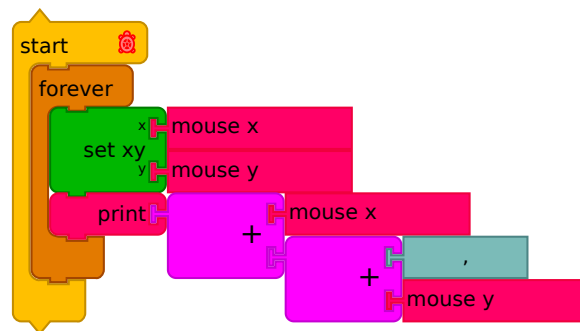 start
forever
x mouse x
set xy
y mouse y
print + mouse x
+ ,
mouse y